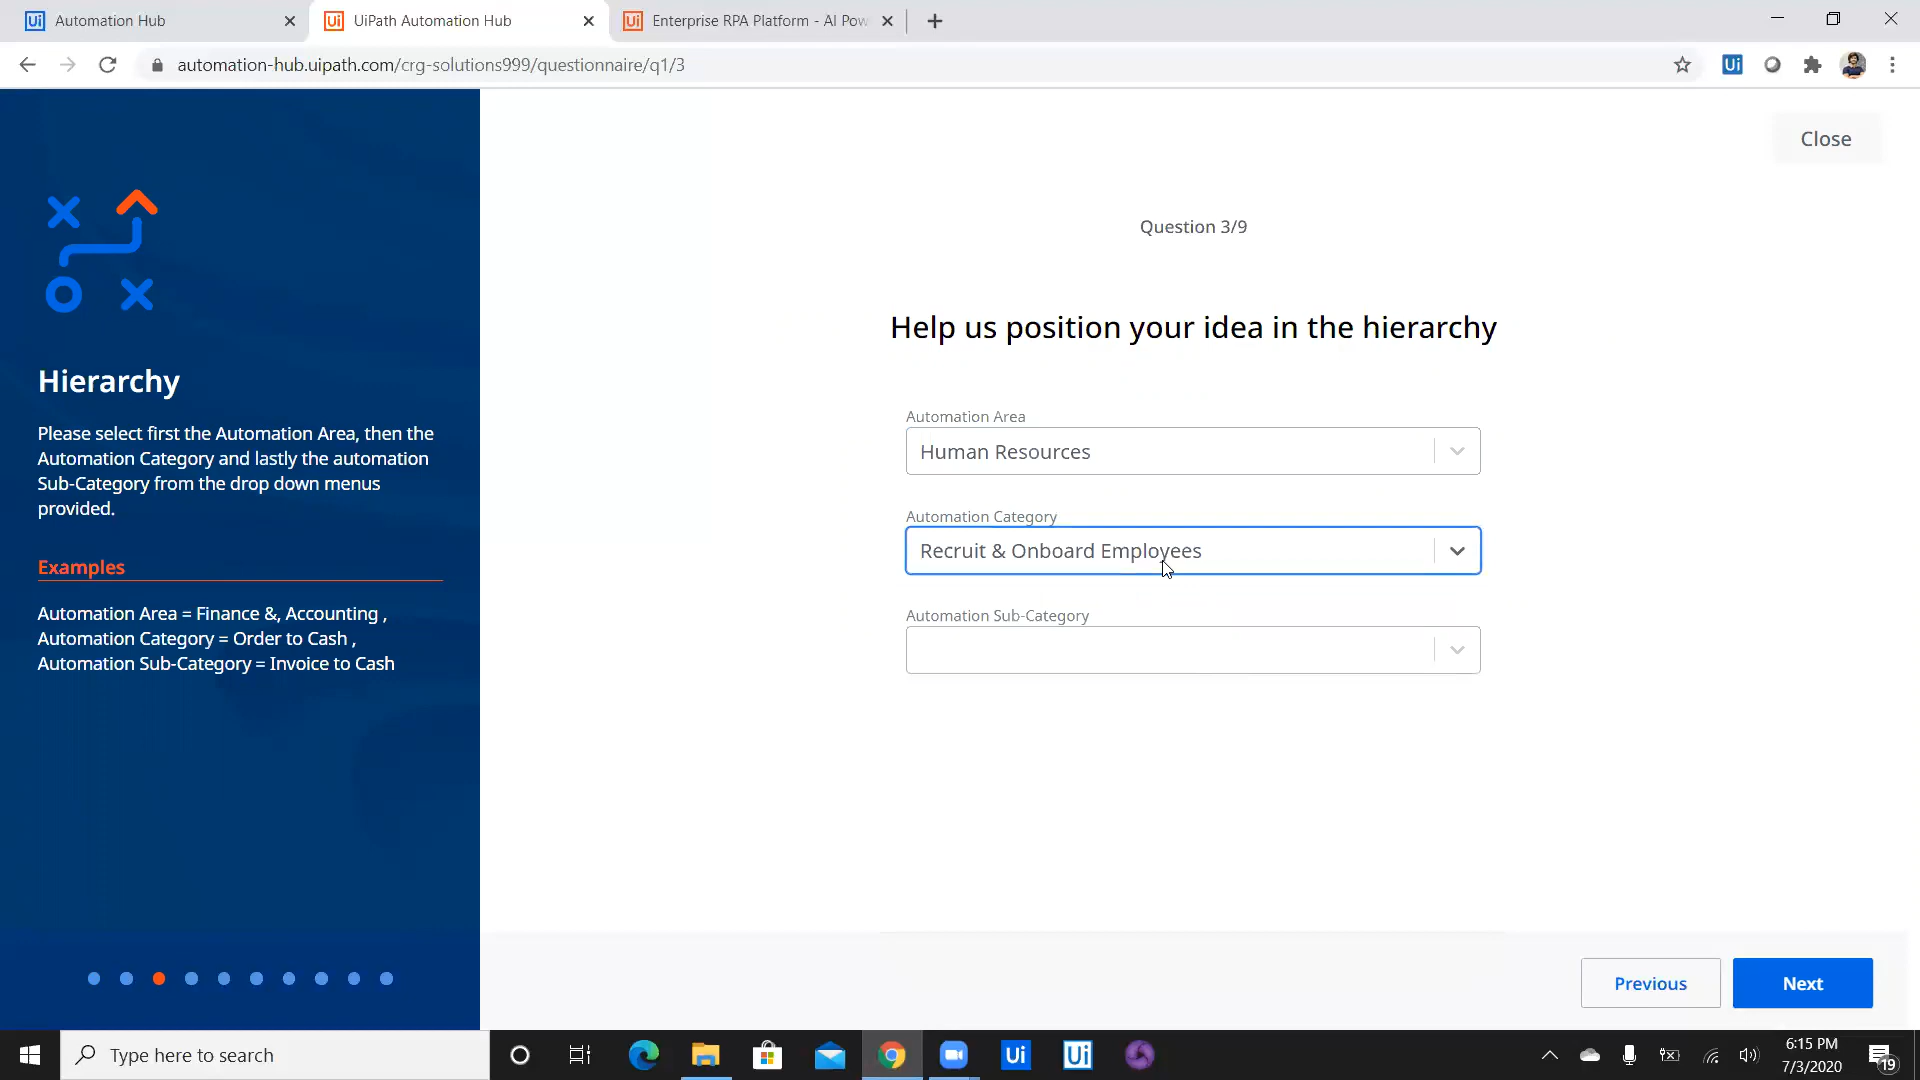 Automation Hub
UiPath Automation Hub
Enterprise RPA Platform - AI Pow
automation-hub.uipath.com/crg-solutions999/questionnaire/q1/3
Ui
Close
Question 3/9
Help us position your idea in the hierarchy
Hierarchy
Please select first the Automation Area, then the
Automation Category and lastly the automation
Sub-Category from the drop down menus
provided.
Examples
Automation Area = Finance &, Accounting ,
Automation Category = Order to Cash ,
Automation Sub-Category = Invoice to Cash
Automation Area
Human Resources
Automation Category
Recruit & Onboard Employees
Automation Sub-Category
Previous
Next
Type here to search
Ui
Ui
6:15 PM
7/3/2020
19